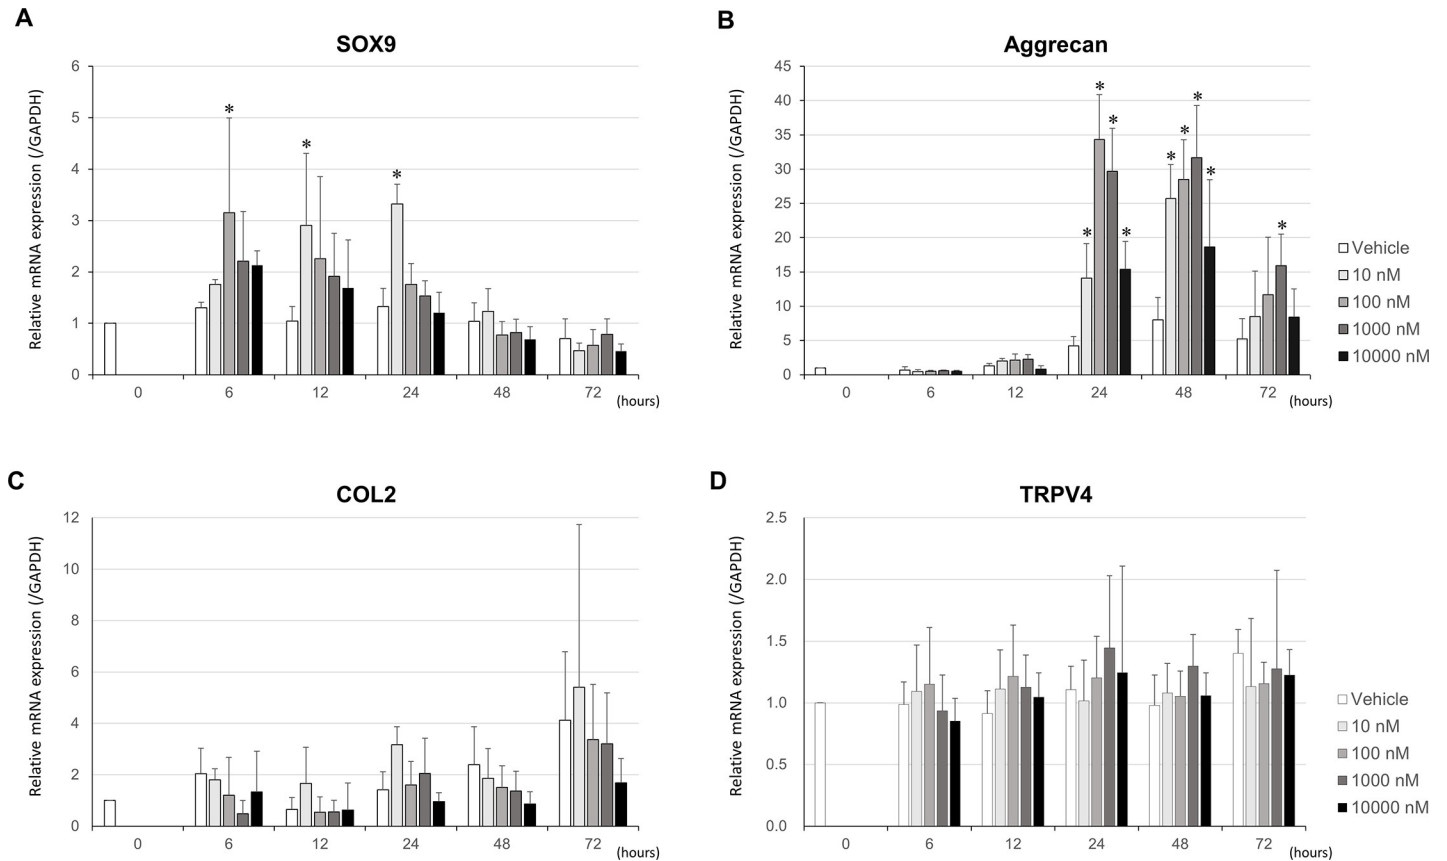 A
SOX9
Relative mRNA expression (/GAPDH)
6
5
4
3
2
1
0
*
*
*
0 6 12 24 48 72
(hours)
B
Aggrecan
Relative mRNA expression (/GAPDH)
45
40
35
30
25
20
15
10
5
0
* * * *
* * * *
*
0 6 12 24 48 72
(hours)
Vehicle
10 nM
100 nM
1000 nM
10000 nM
C
COL2
Relative mRNA expression (/GAPDH)
12
10
8
6
4
2
0
0 6 12 24 48 72
(hours)
D
TRPV4
Relative mRNA expression (/GAPDH)
2.5
2.0
1.5
1.0
0.5
0.0
0 6 12 24 48 72
(hours)
Vehicle
10 nM
100 nM
1000 nM
10000 nM